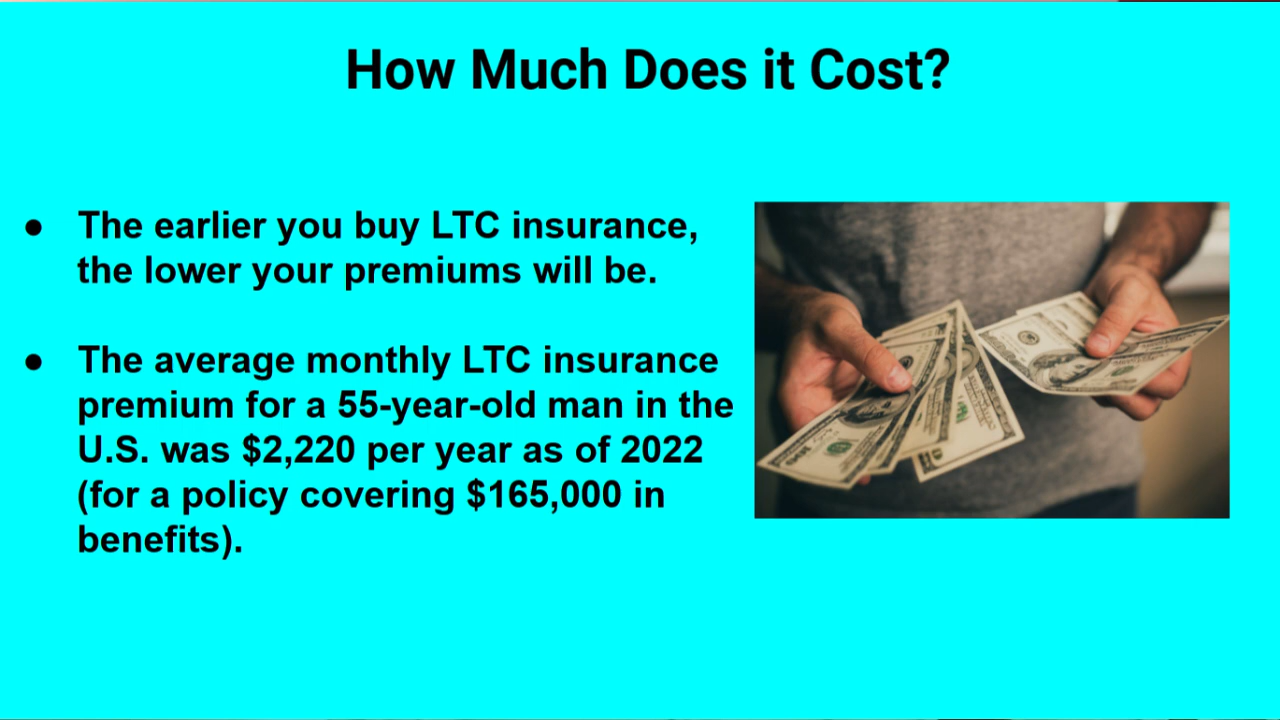 How Much Does it Cost?
● The earlier you buy LTC insurance,
the lower your premiums will be.
● The average monthly LTC insurance
premium for a 55-year-old man in the
U.S. was $2,220 per year as of 2022
(for a policy covering $165,000 in
benefits).
100